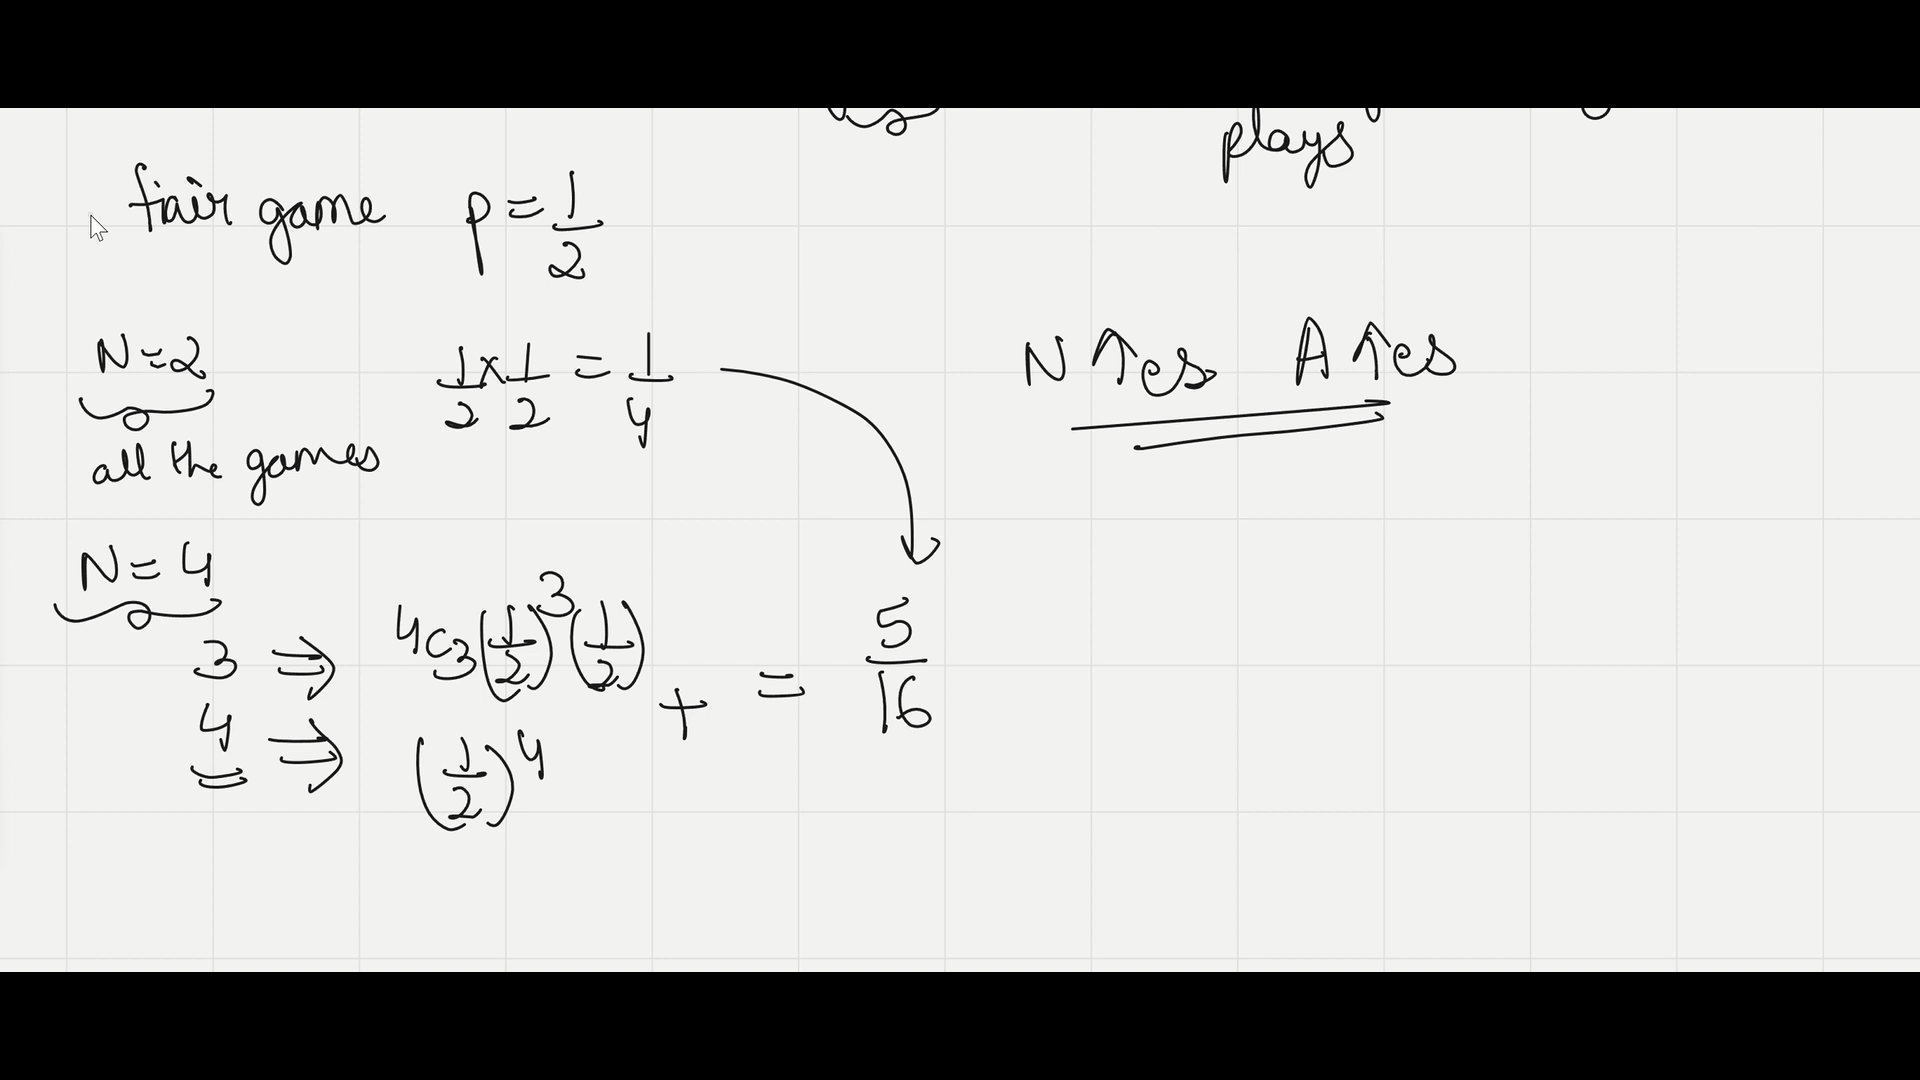 plays
fair game p = 1/2
N = 2 1/2 x 1/2 = 1/4 N ↑es A ↑es
all the games
N = 4
3 ⇒ 4C3 (1/2)^3 (1/2) + = 5/16
4 ⇒ (1/2)^4